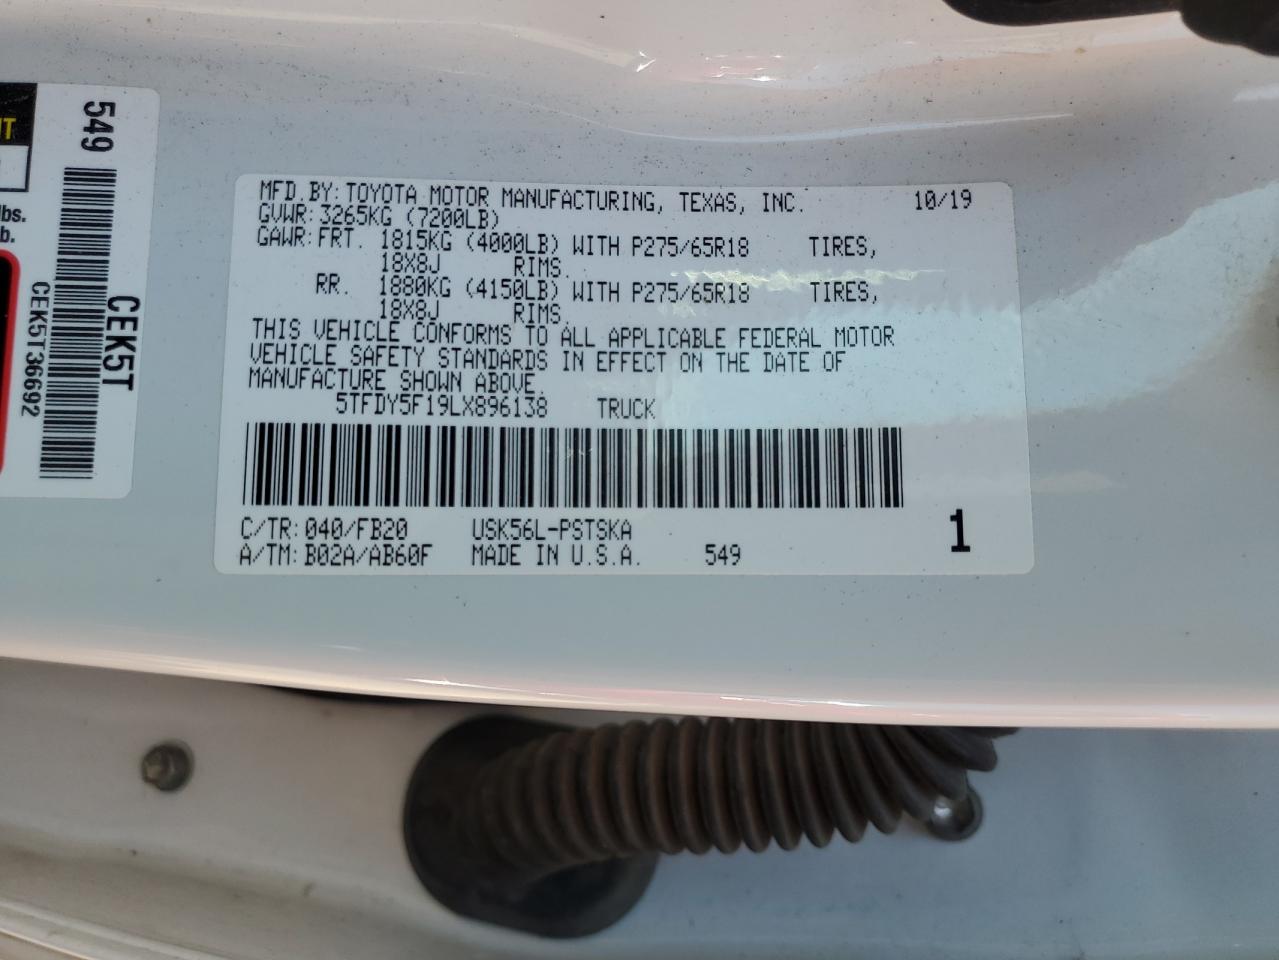 MFD.BY:TOYOTA MOTOR MANUFACTURING, TEXAS, INC. 10/19
GVWR:3265KG (7200LB)
GAWR:FRT. 1815KG (4000LB) WITH P275/65R18 TIRES,
18X8J RIMS.
RR. 1880KG (4150LB) WITH P275/65R18 TIRES,
18X8J RIMS.
THIS VEHICLE CONFORMS TO ALL APPLICABLE FEDERAL MOTOR
VEHICLE SAFETY STANDARDS IN EFFECT ON THE DATE OF
MANUFACTURE SHOWN ABOVE.
5TFDY5F19LX896138 TRUCK
C/TR:040/FB20 USK56L-PSTSKA
A/TM:B02A/AB60F MADE IN U.S.A. 549
1
549
CEK5T
CEK5T36692
lbs.